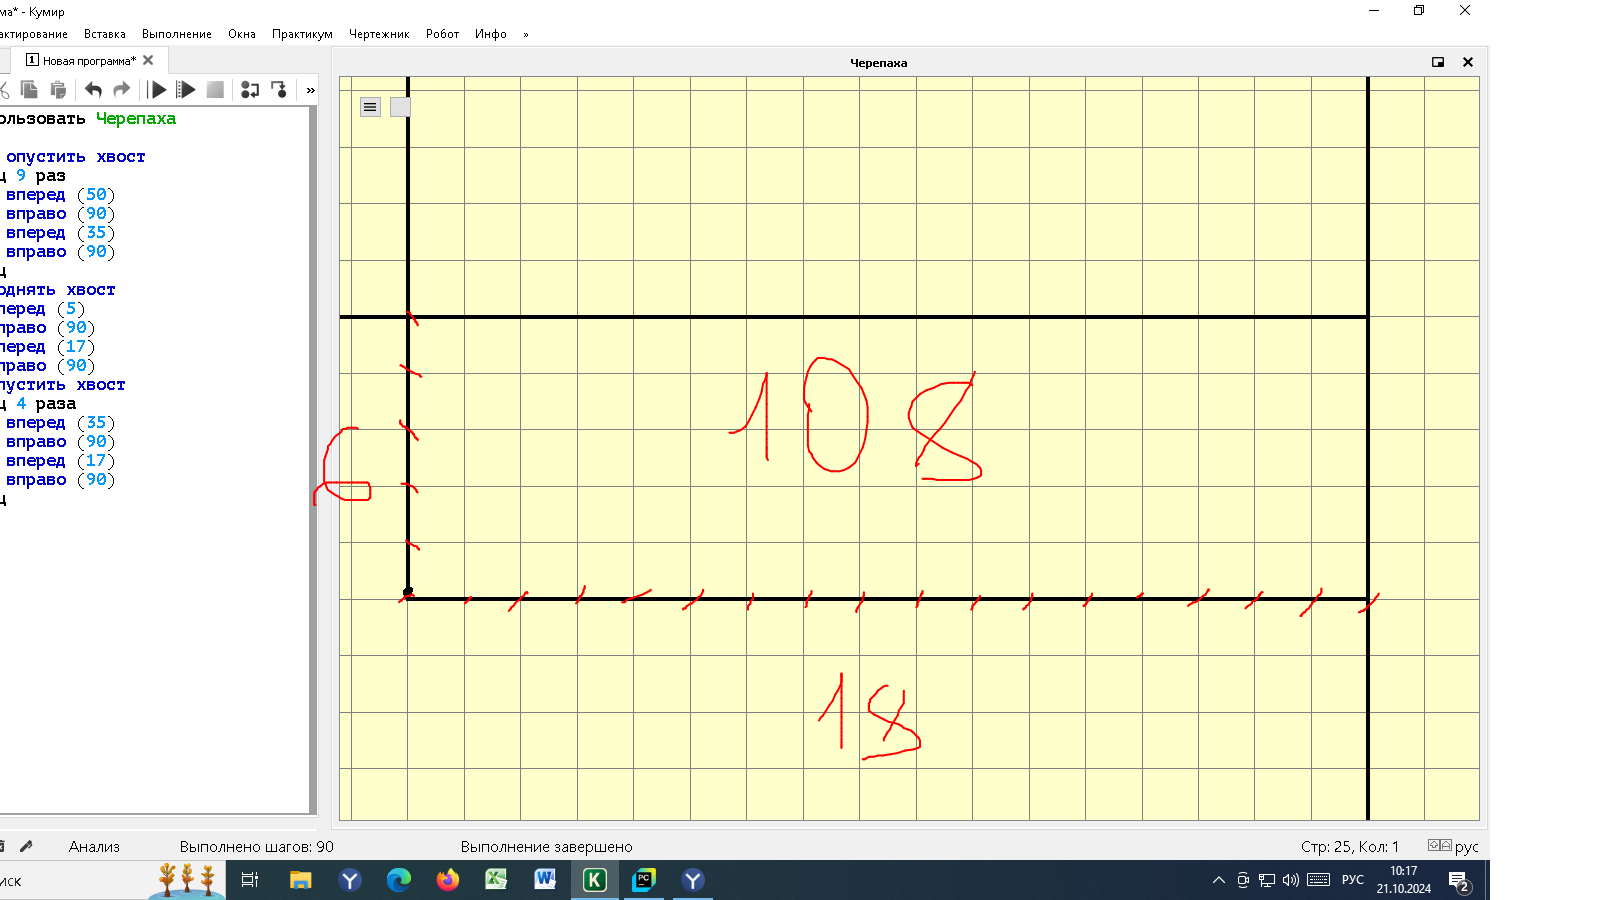 ма* - Кумир
актирование Вставка Выполнение Окна Практикум Чертежник Робот Инфо »
1 Новая программа*
Черепаха
»
ользовать Черепаха
опустить хвост
ц 9 раз
вперед (50)
вправо (90)
вперед (35)
вправо (90)
ц
однять хвост
перед (5)
право (90)
перед (17)
право (90)
пустить хвост
ц 4 раза
вперед (35)
вправо (90)
вперед (17)
вправо (90)
ц
108
6
18
Анализ Выполнено шагов: 90 Выполнение завершено Стр: 25, Кол: 1 рус
иск
РУС
10:17
21.10.2024
2